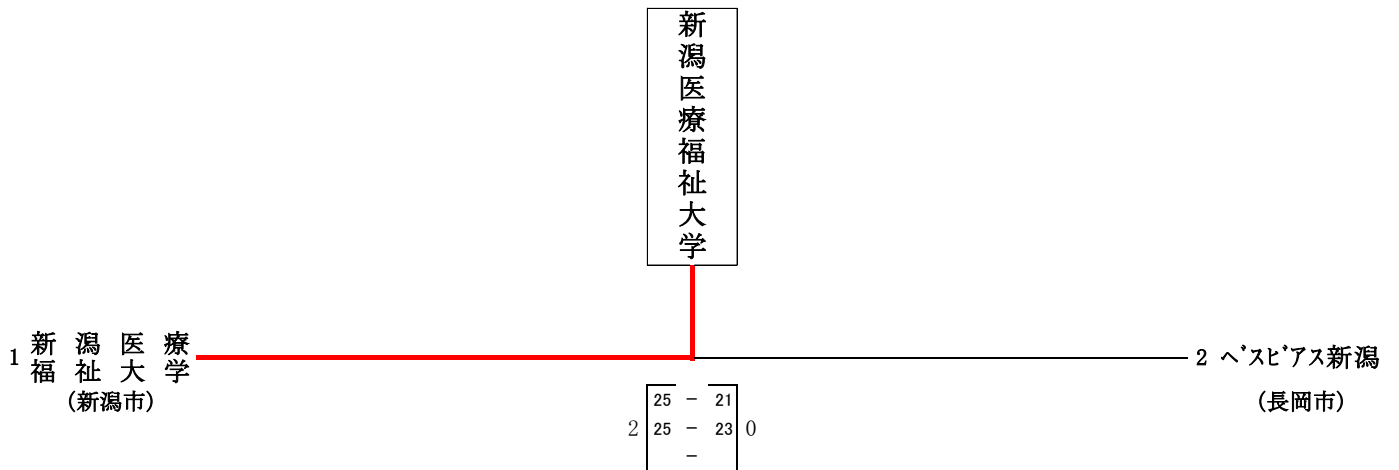 新潟医療福祉大学
1 新潟医療
福祉大学
(新潟市)
2 ﾍﾞｽﾋﾟｱｽ新潟
(長岡市)
25 － 21
2 25 － 23 0
－